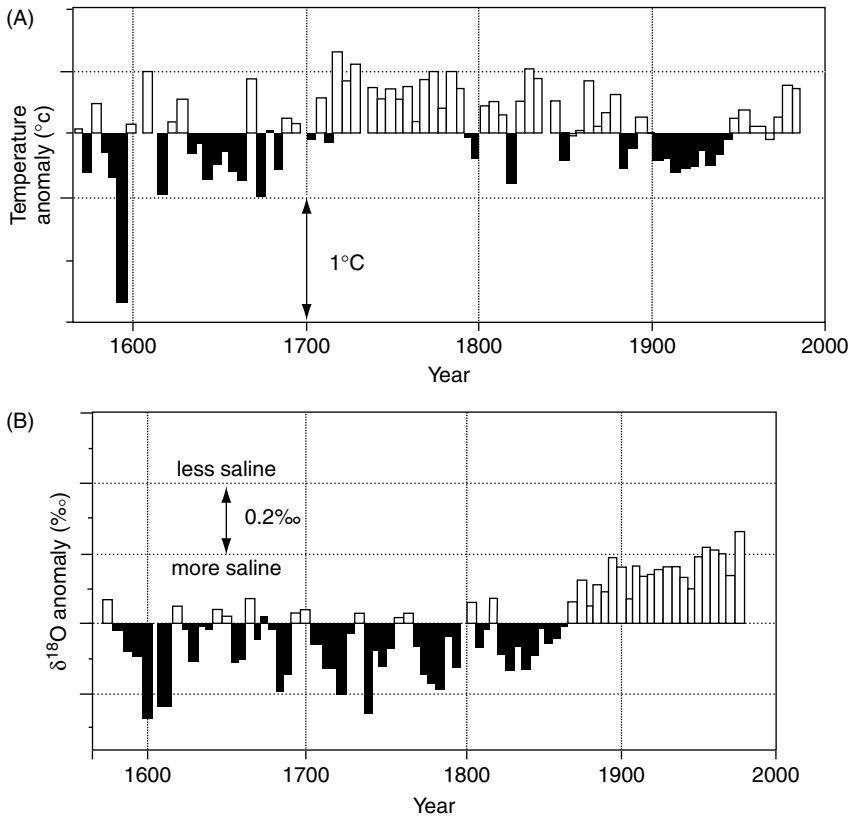 (A)
Temperature
anomaly (°c)
1°C
1600
1700
1800
1900
2000
Year
(B)
less saline
0.2‰
more saline
δ18O anomaly (‰)
1600
1700
1800
1900
2000
Year